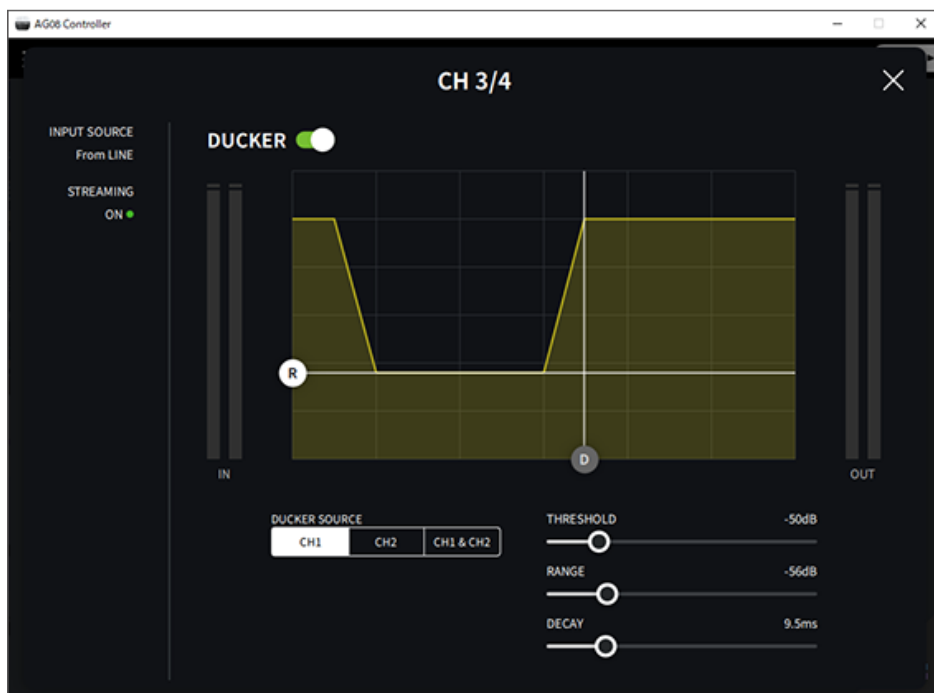 AG08 Controller
CH 3/4
INPUT SOURCE
From LINE
STREAMING
ON
DUCKER
R
D
IN
OUT
DUCKER SOURCE
CH1
CH2
CH1 & CH2
THRESHOLD
-50dB
RANGE
-56dB
DECAY
9.5ms